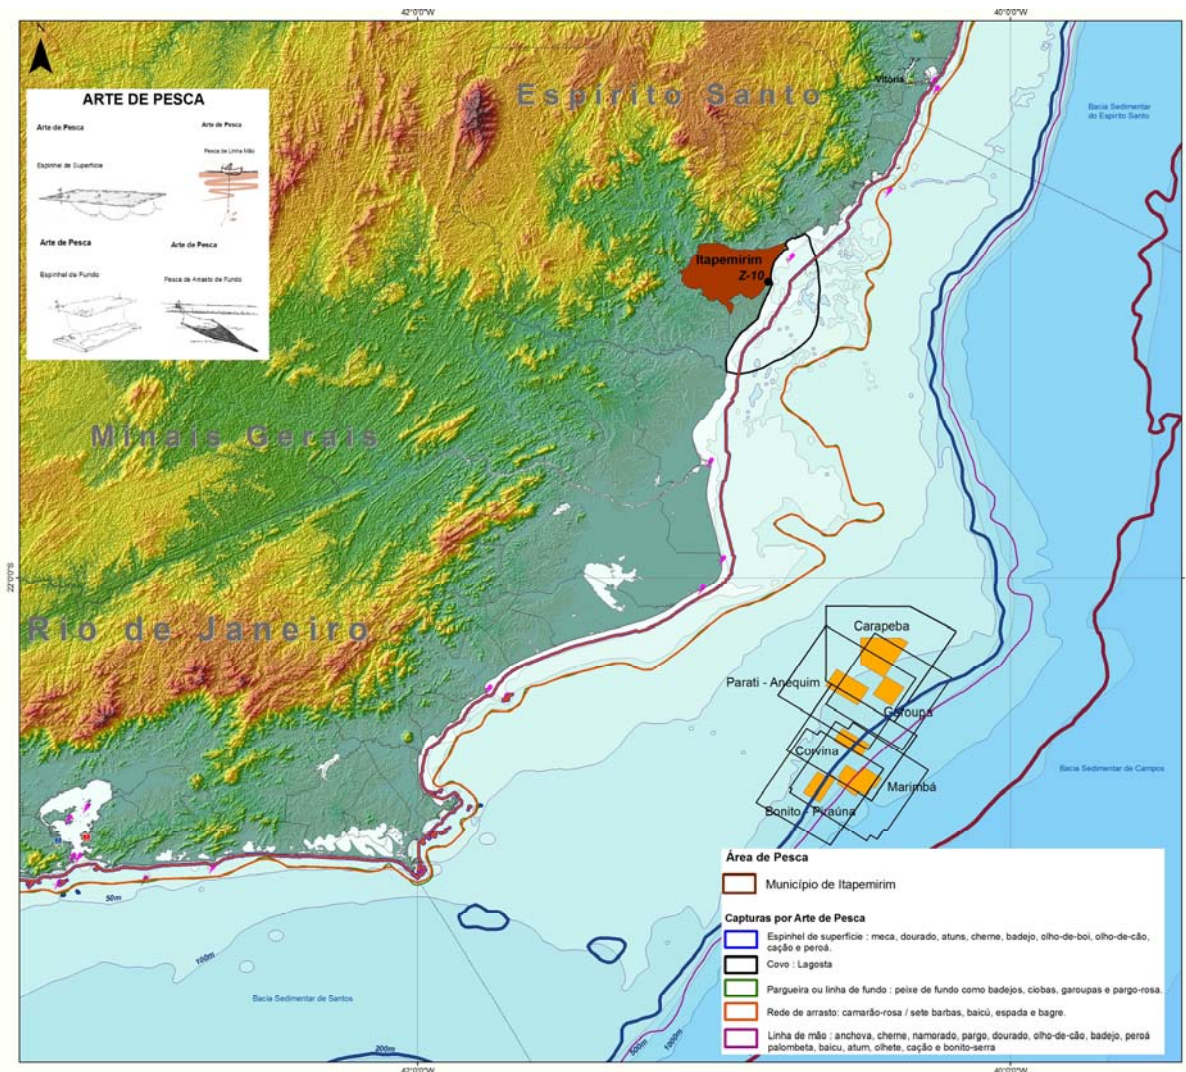 42°0'0"W
40°0'0"W
N
ARTE DE PESCA
Arte de Pesca
Arte de Pesca
Espinhel de Superfície
Pesca de Linha Mão
Arte de Pesca
Arte de Pesca
Espinhel de Fundo
Pesca de Arrasto de Fundo
Espírito Santo
Vitória
Bacia Sedimentar
do Espírito Santo
Itapemirim
Z-10
Minais Gerais
22°0'0"S
Rio de Janeiro
Carapeba
Parati - Anequim
Garoupa
Corvina
Marimbá
Bonito - Piraúna
Bacia Sedimentar de Campos
50m
100m
Bacia Sedimentar de Santos
200m
500m
1000m
Área de Pesca
Município de Itapemirim
Capturas por Arte de Pesca
Espinhel de superfície : meca, dourado, atuns, cherne, badejo, olho-de-boi, olho-de-cão,
cação e peroá.
Covo : Lagosta
Pargueira ou linha de fundo : peixe de fundo como badejos, ciobas, garoupas e pargo-rosa.
Rede de arrasto: camarão-rosa / sete barbas, baicú, espada e bagre.
Linha de mão : anchova, cherne, namorado, pargo, dourado, olho-de-cão, badejo, peroá
palombeta, baicu, atum, olhete, cação e bonito-serra
42°0'0"W
40°0'0"W